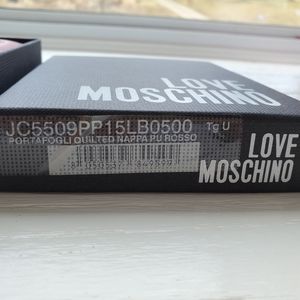 LOVE
MOSCHINO
JC5509PP15LB0500 Tg U
PORTAFOGLI QUILTED NAPPA PU ROSSO
LOVE
MOSCHINO